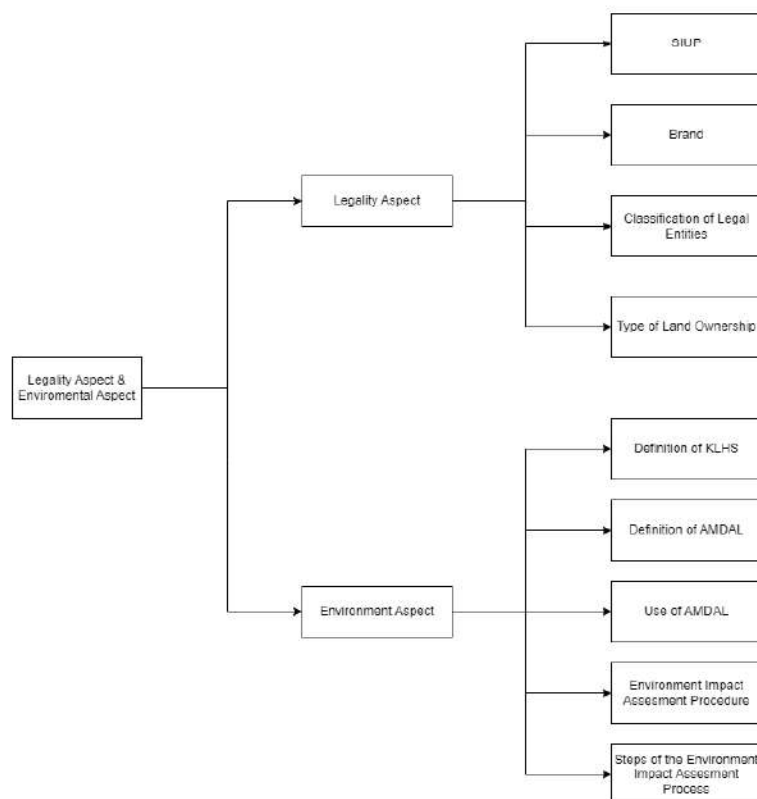 SIUP
Brand
Legality Aspect
Classification of Legal
Entities
Type of Land Ownership
Legality Aspect &
Enviromental Aspect
Definition of KLHS
Definition of AMDAL
Environment Aspect
Use of AMDAL
Environment Impact
Assesment Procedure
Steps of the Environment
Impact Assesment
Process